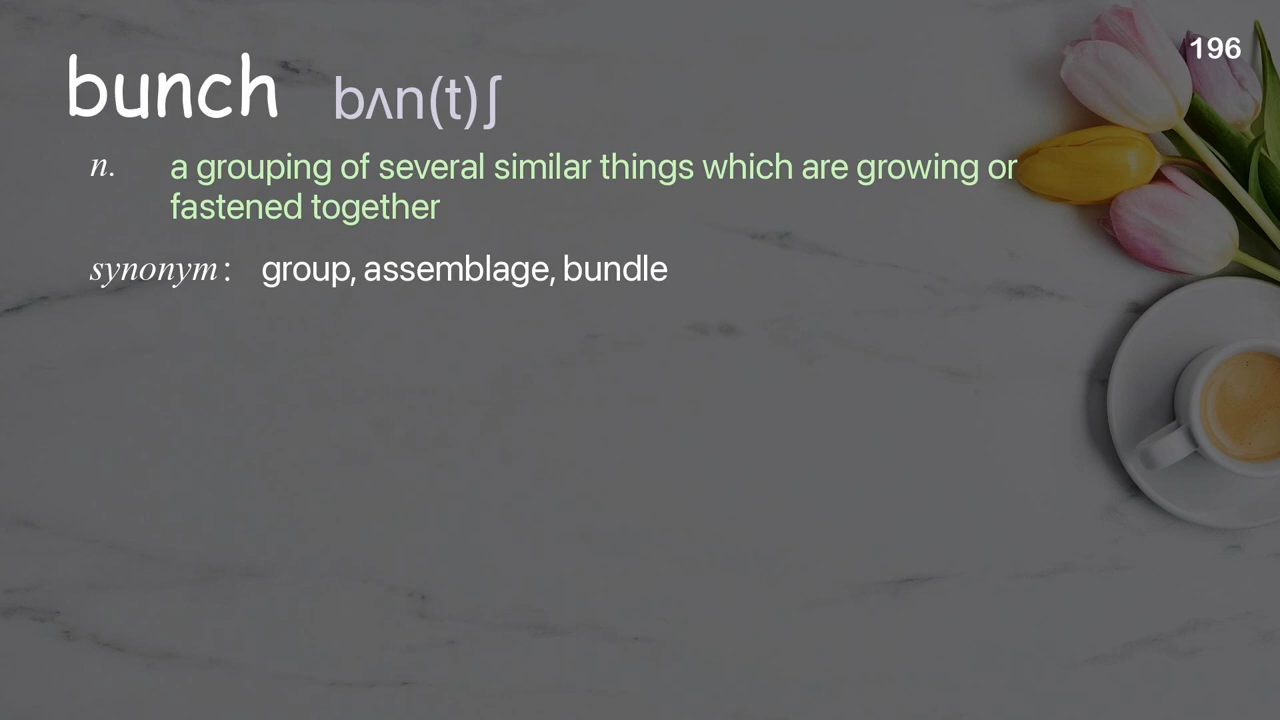 196
bunch bʌn(t)ʃ
n. a grouping of several similar things which are growing or
fastened together
synonym: group, assemblage, bundle